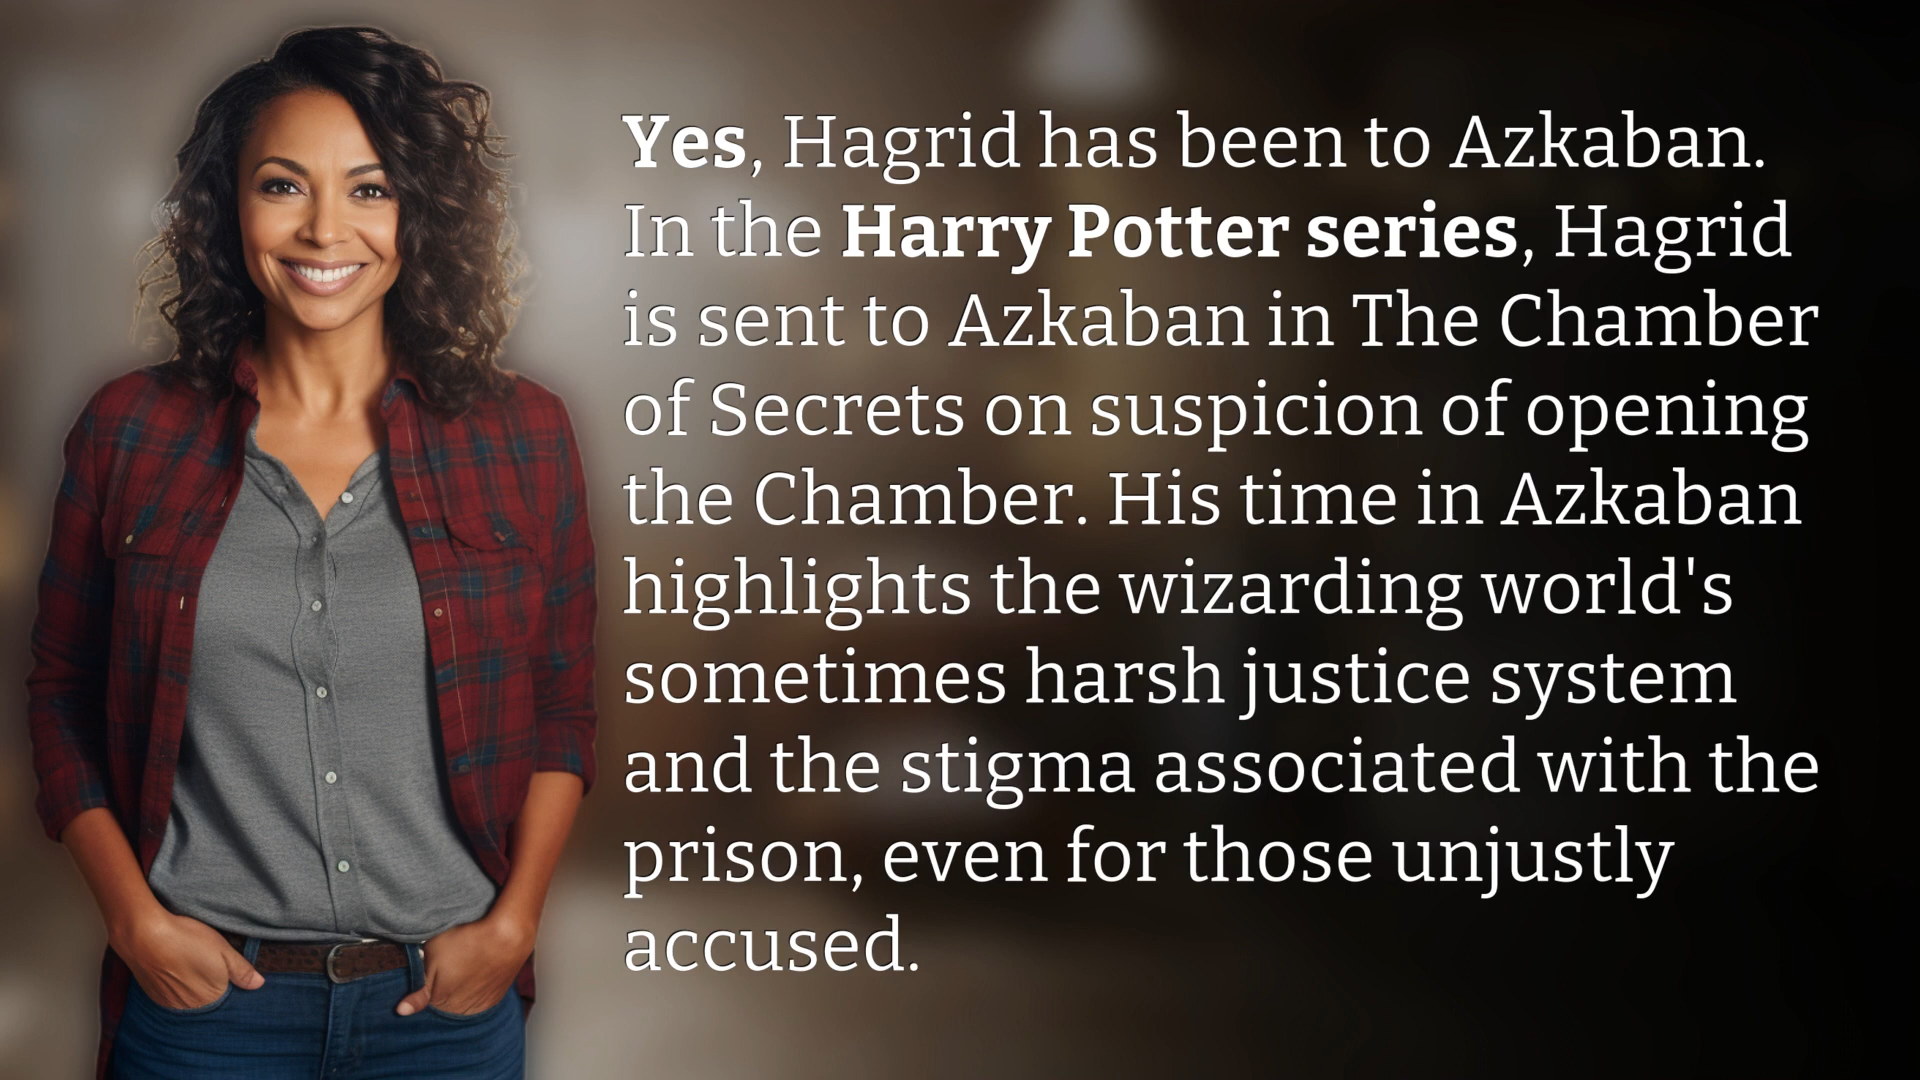 Yes, Hagrid has been to Azkaban.
In the Harry Potter series, Hagrid
is sent to Azkaban in The Chamber
of Secrets on suspicion of opening
the Chamber. His time in Azkaban
highlights the wizarding world's
sometimes harsh justice system
and the stigma associated with the
prison, even for those unjustly
accused.